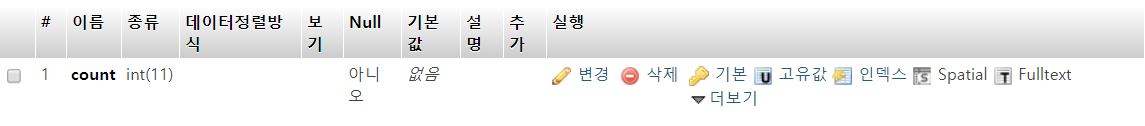 # 이름 종류 데이터정렬방식 보기 Null 기본값 설명 추가 실행
1 count int(11) 아니오 없음 변경 삭제 기본 고유값 인덱스 Spatial Fulltext
더보기